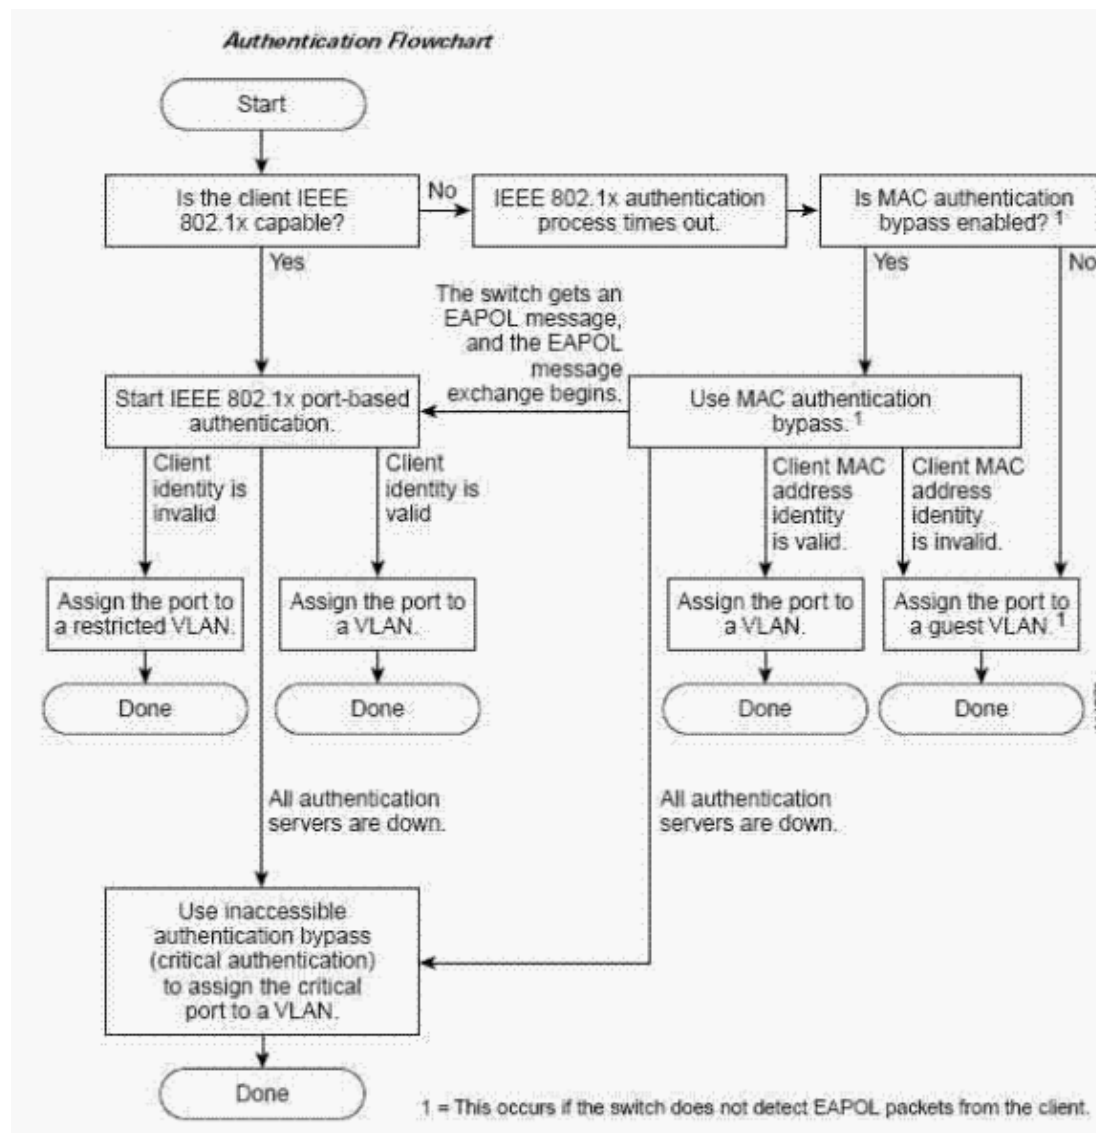 Authentication Flowchart
Start
Is the client IEEE
802.1x capable?
No
IEEE 802.1x authentication
process times out.
Is MAC authentication
bypass enabled? 1
Yes
Yes
No
The switch gets an
EAPOL message,
and the EAPOL
message
exchange begins.
Start IEEE 802.1x port-based
authentication.
Use MAC authentication
bypass. 1
Client
identity is
invalid
Client
identity is
valid
Client MAC
address
identity
is valid.
Client MAC
address
identity
is invalid.
Assign the port to
a restricted VLAN.
Assign the port to
a VLAN.
Assign the port to
a VLAN.
Assign the port to
a guest VLAN. 1
Done
Done
Done
Done
All authentication
servers are down.
All authentication
servers are down.
Use inaccessible
authentication bypass
(critical authentication)
to assign the critical
port to a VLAN.
Done
1 = This occurs if the switch does not detect EAPOL packets from the client.